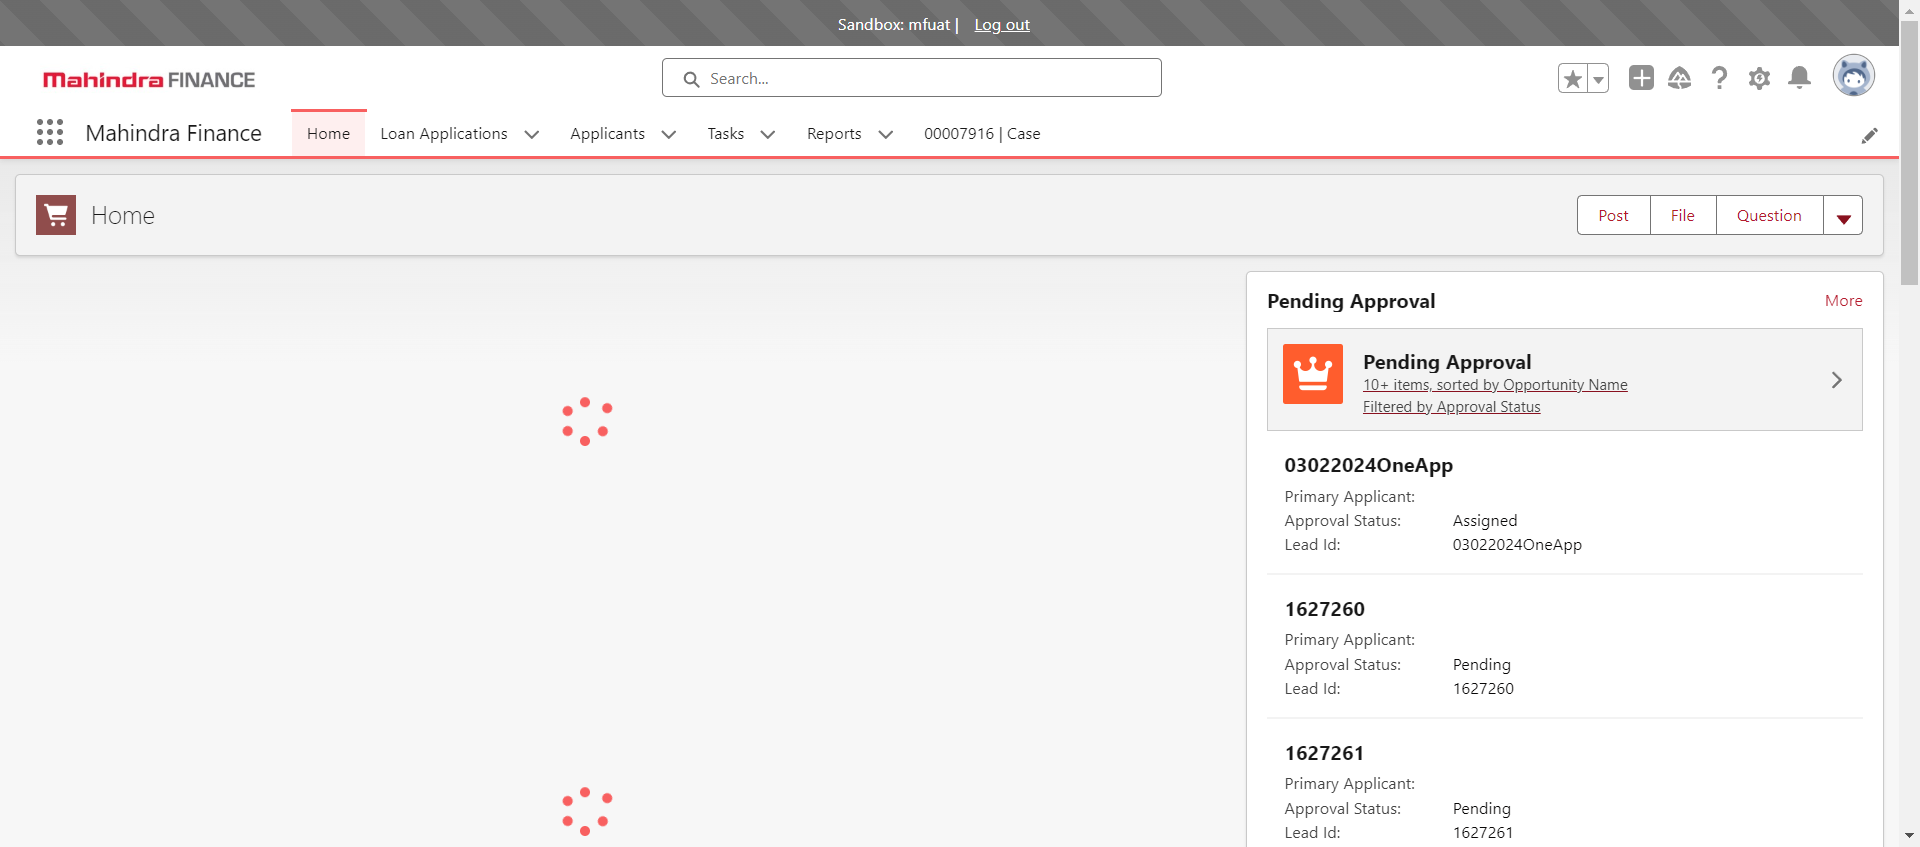 Sandbox: mfuat | Log out
Mahindra FINANCE
Search...
Mahindra Finance
Home
Loan Applications
Applicants
Tasks
Reports
00007916 | Case
Home
Post
File
Question
Pending Approval
More
Pending Approval
10+ items, sorted by Opportunity Name
Filtered by Approval Status
03022024OneApp
Primary Applicant:
Approval Status: Assigned
Lead Id: 03022024OneApp
1627260
Primary Applicant:
Approval Status: Pending
Lead Id: 1627260
1627261
Primary Applicant:
Approval Status: Pending
Lead Id: 1627261